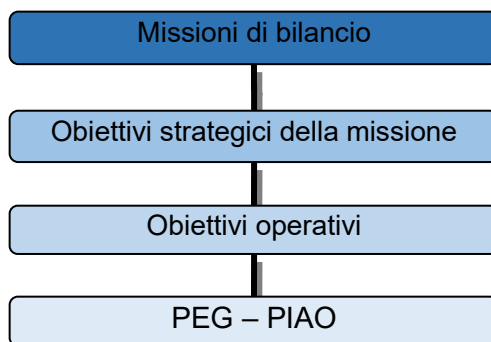 Missioni di bilancio
Obiettivi strategici della missione
Obiettivi operativi
PEG – PIAO